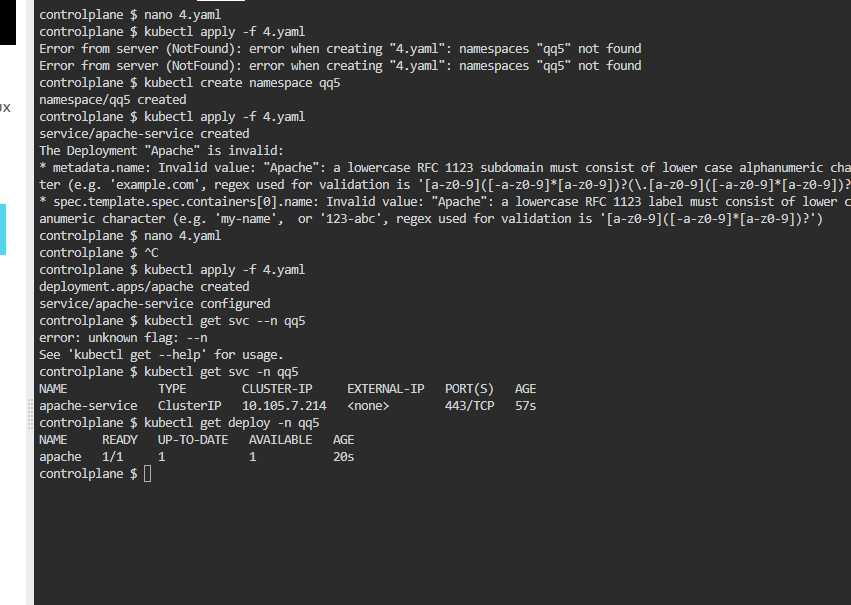 controlplane $ nano 4.yaml
controlplane $ kubectl apply -f 4.yaml
Error from server (NotFound): error when creating "4.yaml": namespaces "qq5" not found
Error from server (NotFound): error when creating "4.yaml": namespaces "qq5" not found
controlplane $ kubectl create namespace qq5
namespace/qq5 created
controlplane $ kubectl apply -f 4.yaml
service/apache-service created
The Deployment "Apache" is invalid:
* metadata.name: Invalid value: "Apache": a lowercase RFC 1123 subdomain must consist of lower case alphanumeric cha
ter (e.g. 'example.com', regex used for validation is '[a-z0-9]([-a-z0-9]*[a-z0-9])?(\.[a-z0-9]([-a-z0-9]*[a-z0-9])?
* spec.template.spec.containers[0].name: Invalid value: "Apache": a lowercase RFC 1123 label must consist of lower c
anumeric character (e.g. 'my-name',  or '123-abc', regex used for validation is '[a-z0-9]([-a-z0-9]*[a-z0-9])?')
controlplane $ nano 4.yaml
controlplane $ ^C
controlplane $ kubectl apply -f 4.yaml
deployment.apps/apache created
service/apache-service configured
controlplane $ kubectl get svc --n qq5
error: unknown flag: --n
See 'kubectl get --help' for usage.
controlplane $ kubectl get svc -n qq5
NAME TYPE CLUSTER-IP EXTERNAL-IP PORT(S) AGE
apache-service ClusterIP 10.105.7.214 <none> 443/TCP 57s
controlplane $ kubectl get deploy -n qq5
NAME READY UP-TO-DATE AVAILABLE AGE
apache 1/1 1 1 20s
controlplane $